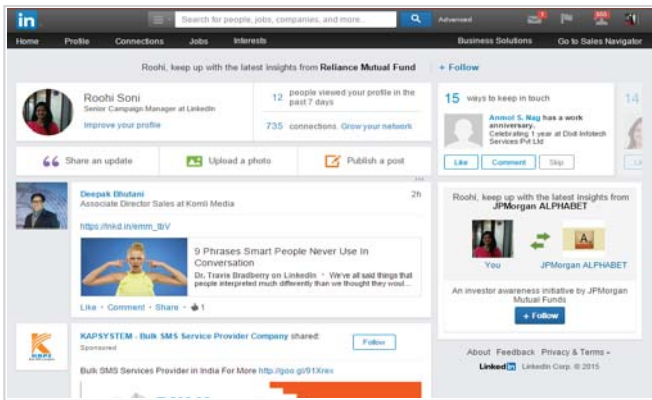 in
Search for people, jobs, companies, and more...
Advanced
Home Profile Connections Jobs Interests
Business Solutions Go to Sales Navigator
Roohi, keep up with the latest insights from Reliance Mutual Fund + Follow
Roohi Soni
Senior Campaign Manager at LinkedIn
Improve your profile
12 people viewed your profile in the
past 7 days
735 connections. Grow your network
15 ways to keep in touch
14
Anmol S. Nag has a work
anniversary.
Celebrating 1 year at Dixi Infotech
Services Pvt Ltd
Like Comment Skip
Share an update Upload a photo Publish a post
Deepak Bhutani
2h
Associate Director Sales at Komli Media
https://lnkd.in/emm_tbV
9 Phrases Smart People Never Use In
Conversation
Dr. Travis Bradberry on LinkedIn · We've all said things that
people interpreted much differently than we thought they woul...
Like · Comment · Share · 1
Roohi, keep up with the latest insights from
JPMorgan ALPHABET
You JPMorgan ALPHABET
An investor awareness initiative by JPMorgan
Mutual Funds
+ Follow
KAPSYSTEM - Bulk SMS Service Provider Company shared:
Sponsored
Follow
Bulk SMS Services Provider in India For More http://goo.gl/91Xrex
About Feedback Privacy & Terms
LinkedIn LinkedIn Corp. © 2015